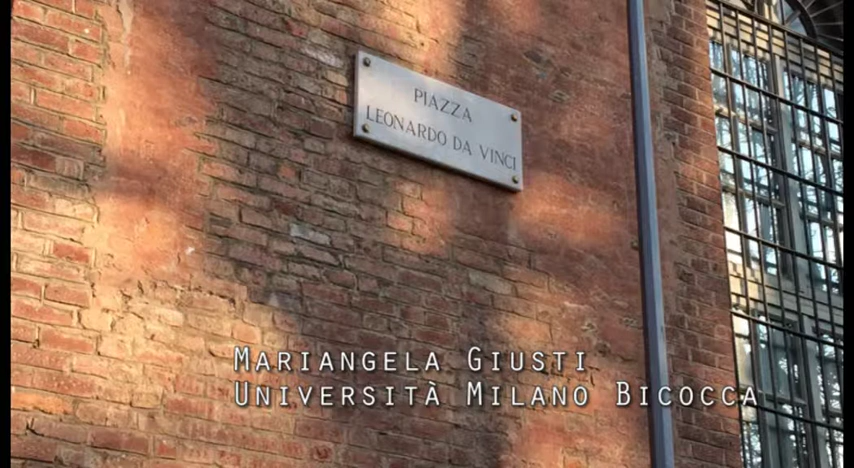 PIAZZA
LEONARDO DA VINCI
Mariangela Giusti
Università Milano Bicocca